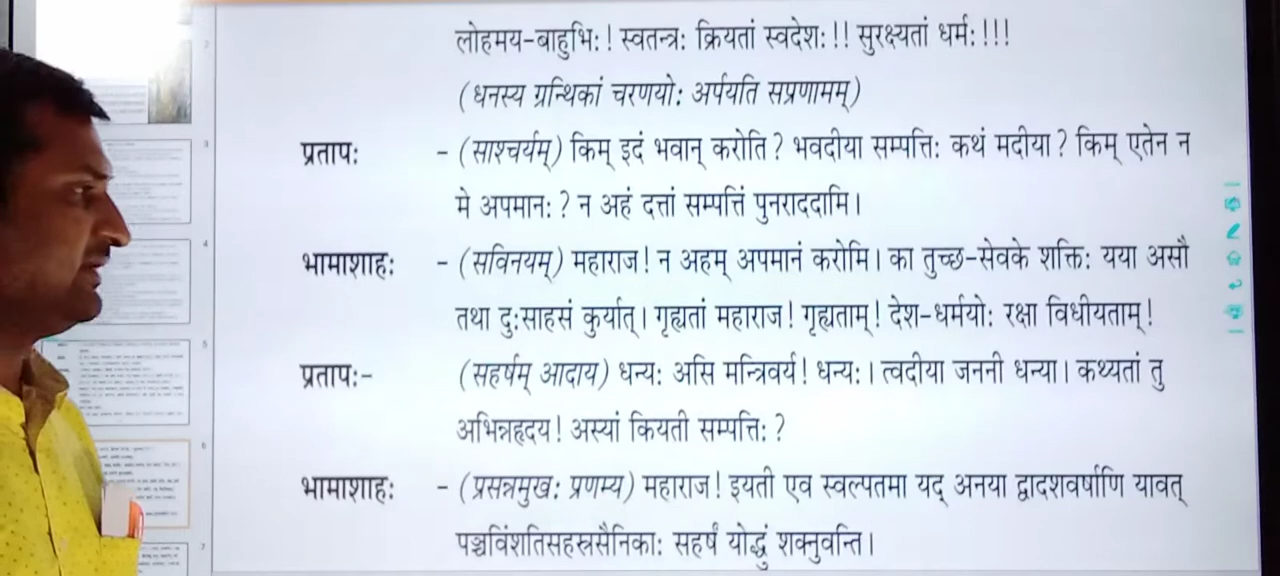 लोहमय-बाहुभिः! स्वतन्त्रः क्रियतां स्वदेशः!! सुरक्ष्यतां धर्मः!!!
(धनस्य ग्रन्थिकां चरणयोः अर्पयति सप्रणामम्)
प्रतापः - (साश्चर्यम्) किम् इदं भवान् करोति? भवदीया सम्पत्तिः कथं मदीया? किम् एतेन न
मे अपमानः? न अहं दत्तां सम्पत्तिं पुनराददामि।
भामाशाहः - (सविनयम्) महाराज! न अहम् अपमानं करोमि। का तुच्छ-सेवके शक्तिः यया असौ
तथा दुःसाहसं कुर्यात्। गृह्यतां महाराज! गृह्यताम्! देश-धर्मयोः रक्षा विधीयताम्!
प्रतापः- (सहर्षम् आदाय) धन्यः असि मन्त्रिवर्य! धन्यः। त्वदीया जननी धन्या। कथ्यतां तु
अभिन्नहृदय! अस्यां कियती सम्पत्तिः?
भामाशाहः - (प्रसन्नमुखः प्रणम्य) महाराज! इयती एव स्वल्पतमा यद् अनया द्वादशवर्षाणि यावत्
पञ्चविंशतिसहस्रसैनिकाः सहर्षं योद्धुं शक्नुवन्ति।